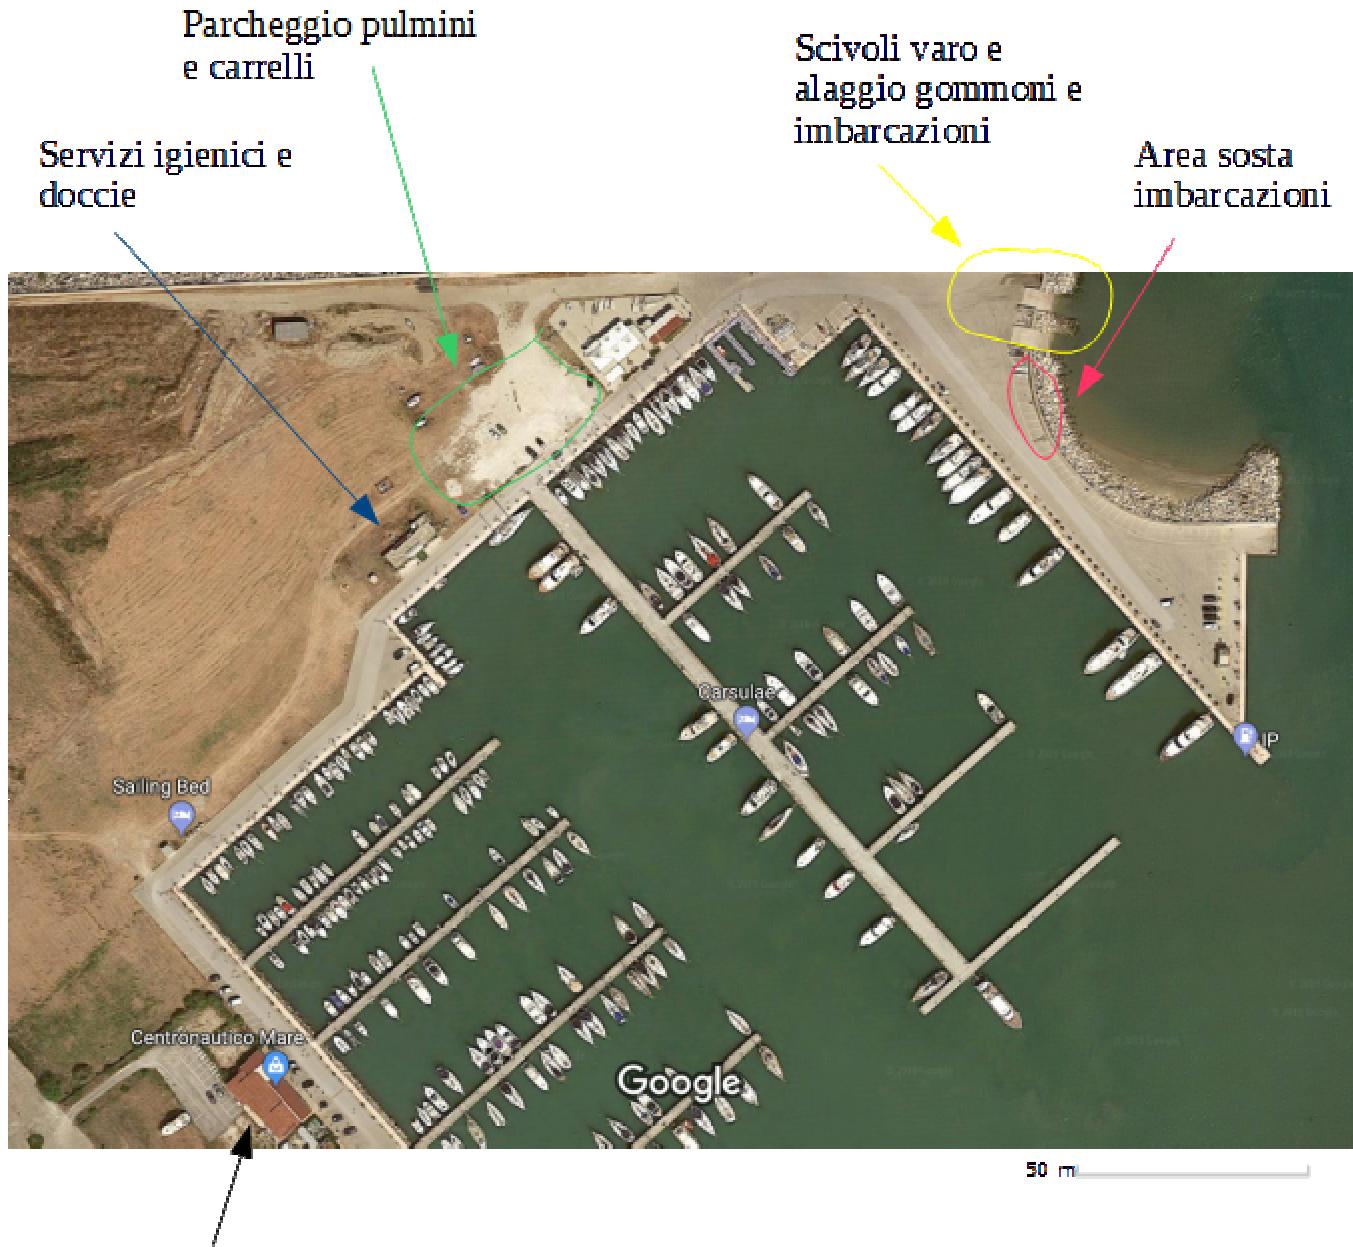 Parcheggio pulmini
e carrelli
Scivoli varo e
alaggio gommoni e
imbarcazioni
Servizi igienici e
doccie
Area sosta
imbarcazioni
Carsulae
IP
Sailing Bed
Centronautico Mare
Google
50 m